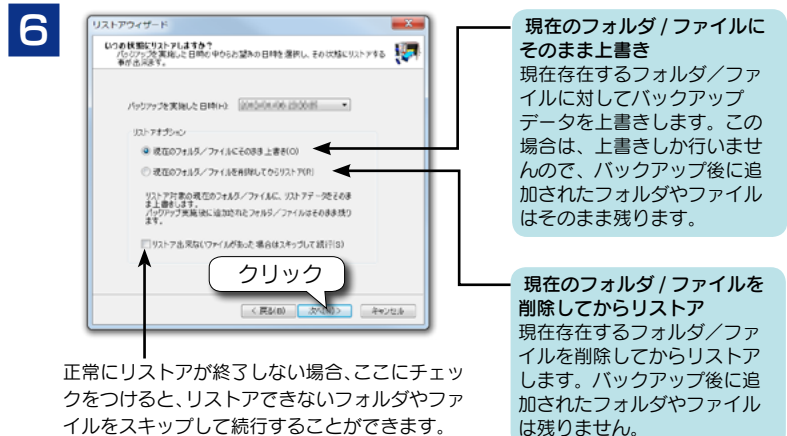 6
リストアウィザード
いつの状態にリストアしますか?
バックアップを実施した日時の中からお望みの日時を選択し、その状態にリストアする
事が出来ます。
バックアップを実施した日時(H):
リストアオプション
現在のフォルダ／ファイルにそのまま上書き(O)
現在のフォルダ／ファイルを削除してからリストア(P)
リストア対象の現在のフォルダ／ファイルに、リストアデータをそのま
ま上書きします。
バックアップ実施後に追加されたフォルダ／ファイルはそのまま残り
ます。
リストア出来ないファイルがあった場合はスキップして続行(S)
クリック
< 戻る(B)
次へ(N) >
キャンセル
正常にリストアが終了しない場合、ここにチェッ
クをつけると、リストアできないフォルダやファ
イルをスキップして続行することができます。
現在のフォルダ / ファイルに
そのまま上書き
現在存在するフォルダ／ファ
イルに対してバックアップ
データを上書きします。この
場合は、上書きしか行いませ
んので、バックアップ後に追
加されたフォルダやファイル
はそのまま残ります。
現在のフォルダ / ファイルを
削除してからリストア
現在存在するフォルダ／ファ
イルを削除してからリストア
します。バックアップ後に追
加されたフォルダやファイル
は残りません。